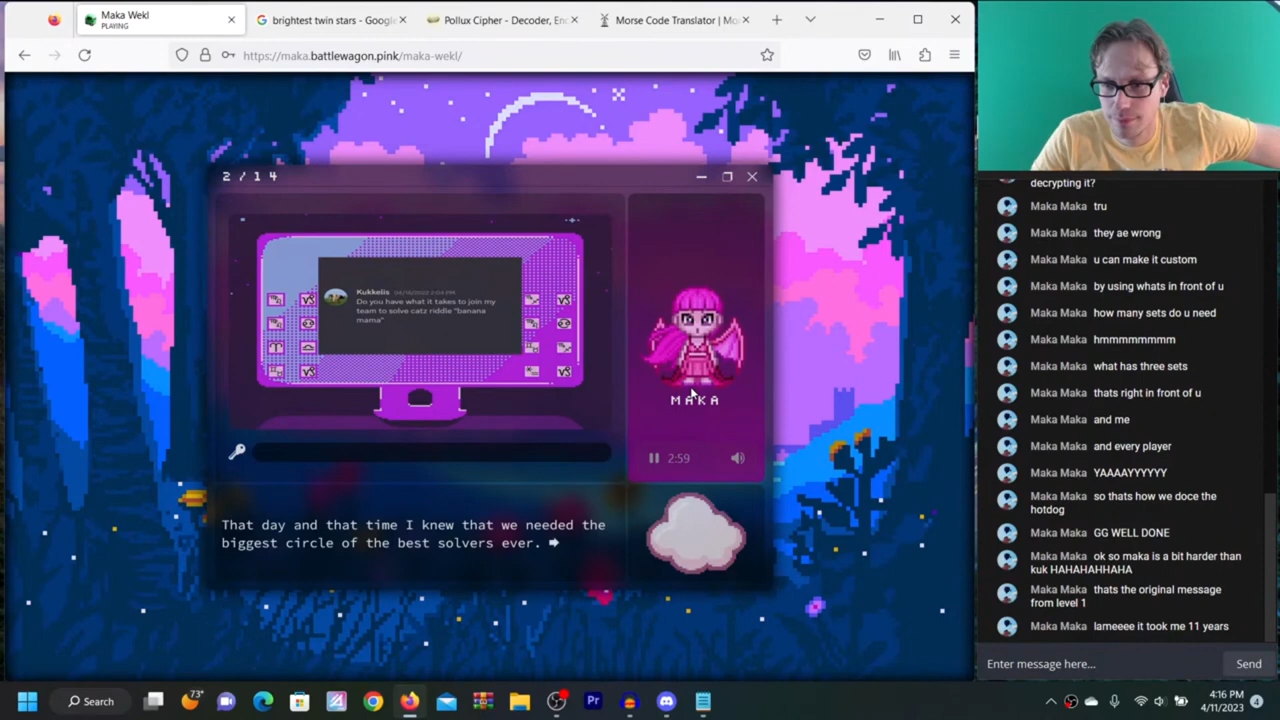 Maka Wekl
PLAYING
brightest twin stars - Google
Pollux Cipher - Decoder, Enc
Morse Code Translator | Mo
https://maka.battlewagon.pink/maka-wekl/
2 / 1 4
Kukkelis
Do you have what it takes to join my
team to solve catz riddle "banana
mama"
MAKA
2:59
That day and that time I knew that we needed the
biggest circle of the best solvers ever.
decrypting it?
Maka Maka tru
Maka Maka they ae wrong
Maka Maka u can make it custom
Maka Maka by using whats in front of u
Maka Maka how many sets do u need
Maka Maka hmmmmmmmm
Maka Maka what has three sets
Maka Maka thats right in front of u
Maka Maka and me
Maka Maka and every player
Maka Maka YAAAAYYYYYY
Maka Maka so thats how we doce the
hotdog
Maka Maka GG WELL DONE
Maka Maka ok so maka is a bit harder than
kuk HAHAHAHHAHA
Maka Maka thats the original message
from level 1
Maka Maka lameeee it took me 11 years
Enter message here...
Send
73°
Search
Pr
4:16 PM
4/11/2023
4